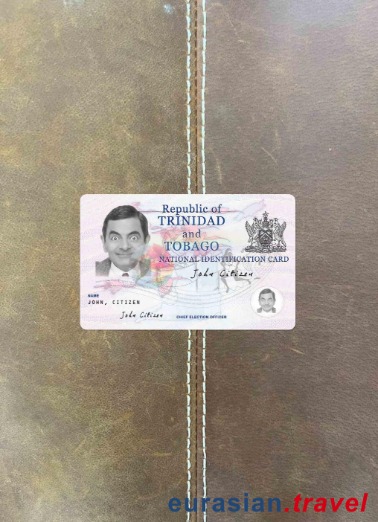 Republic of
TRINIDAD
and
TOBAGO
NATIONAL IDENTIFICATION CARD
John Citizen
NAME
JOHN, CITIZEN
John Citizen
CHIEF ELECTION OFFICER
eurasian.travel